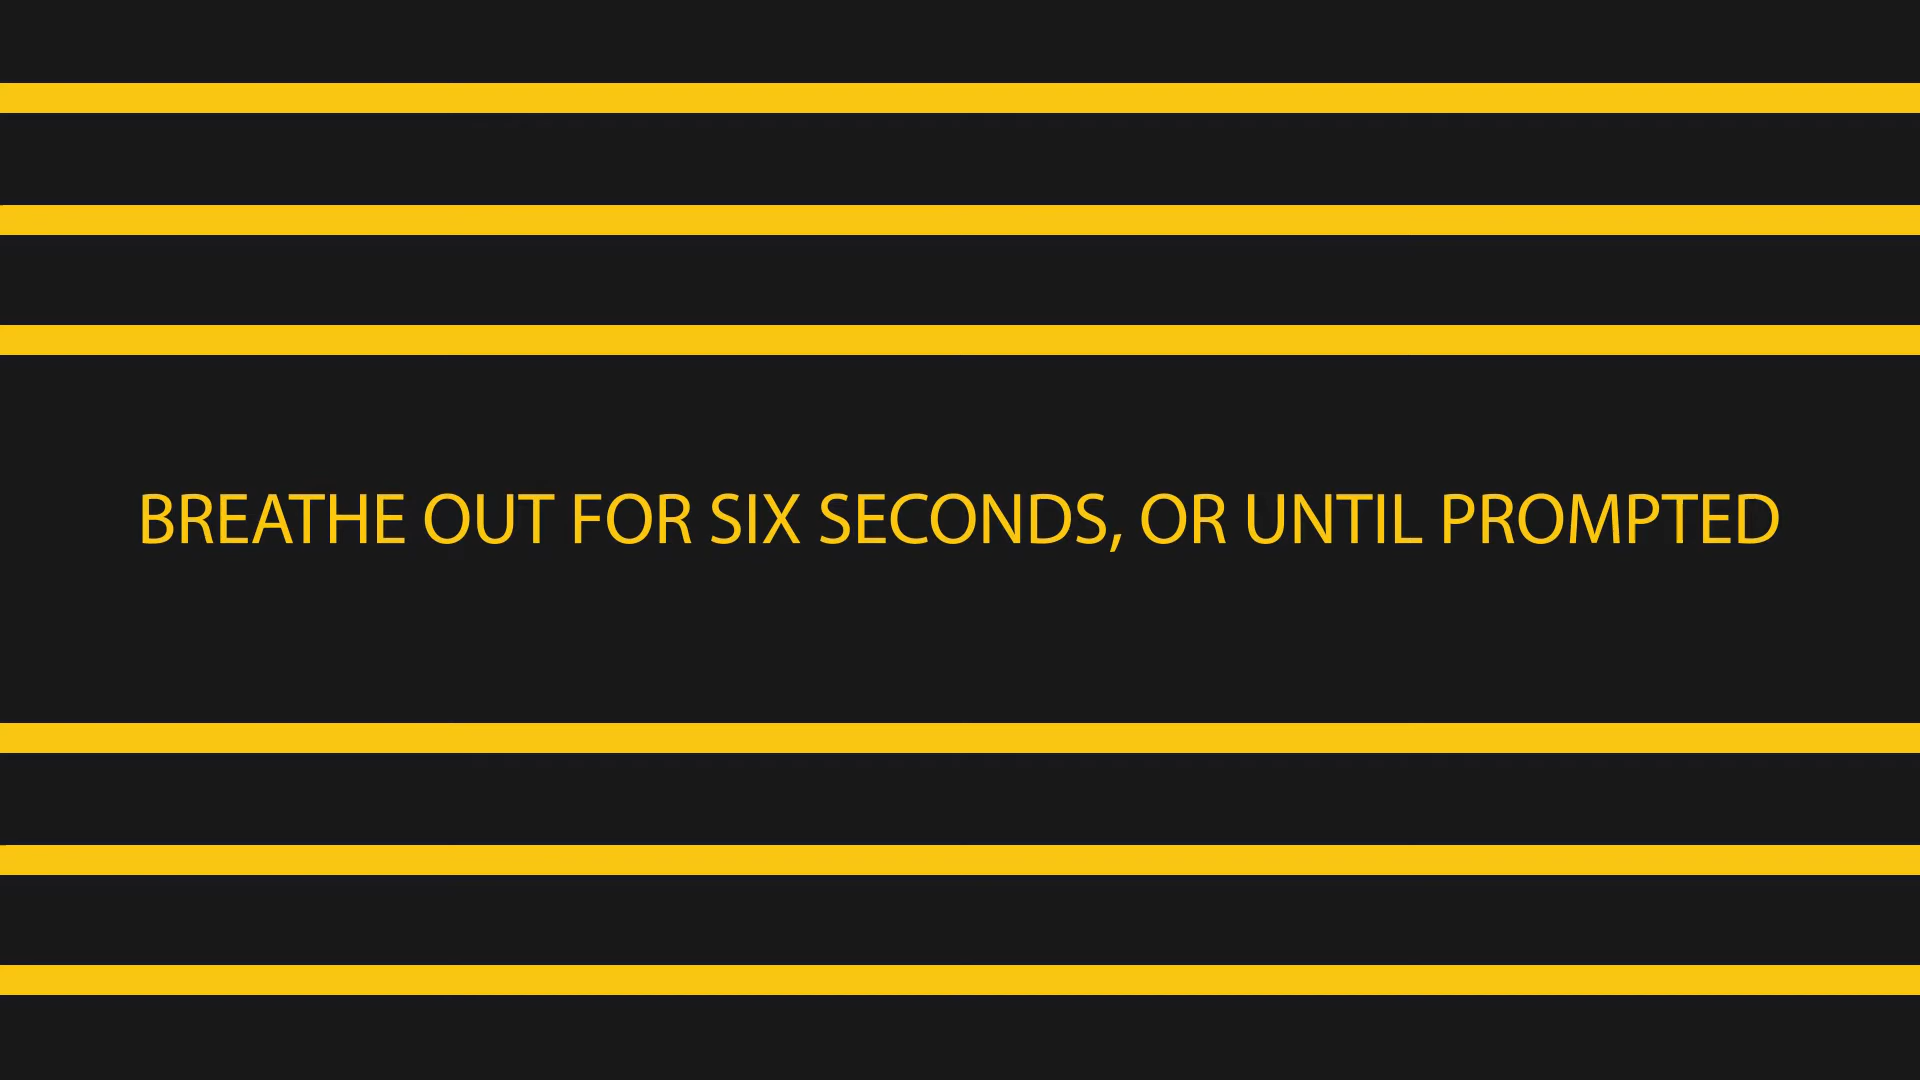 BREATHE OUT FOR SIX SECONDS, OR UNTIL PROMPTED